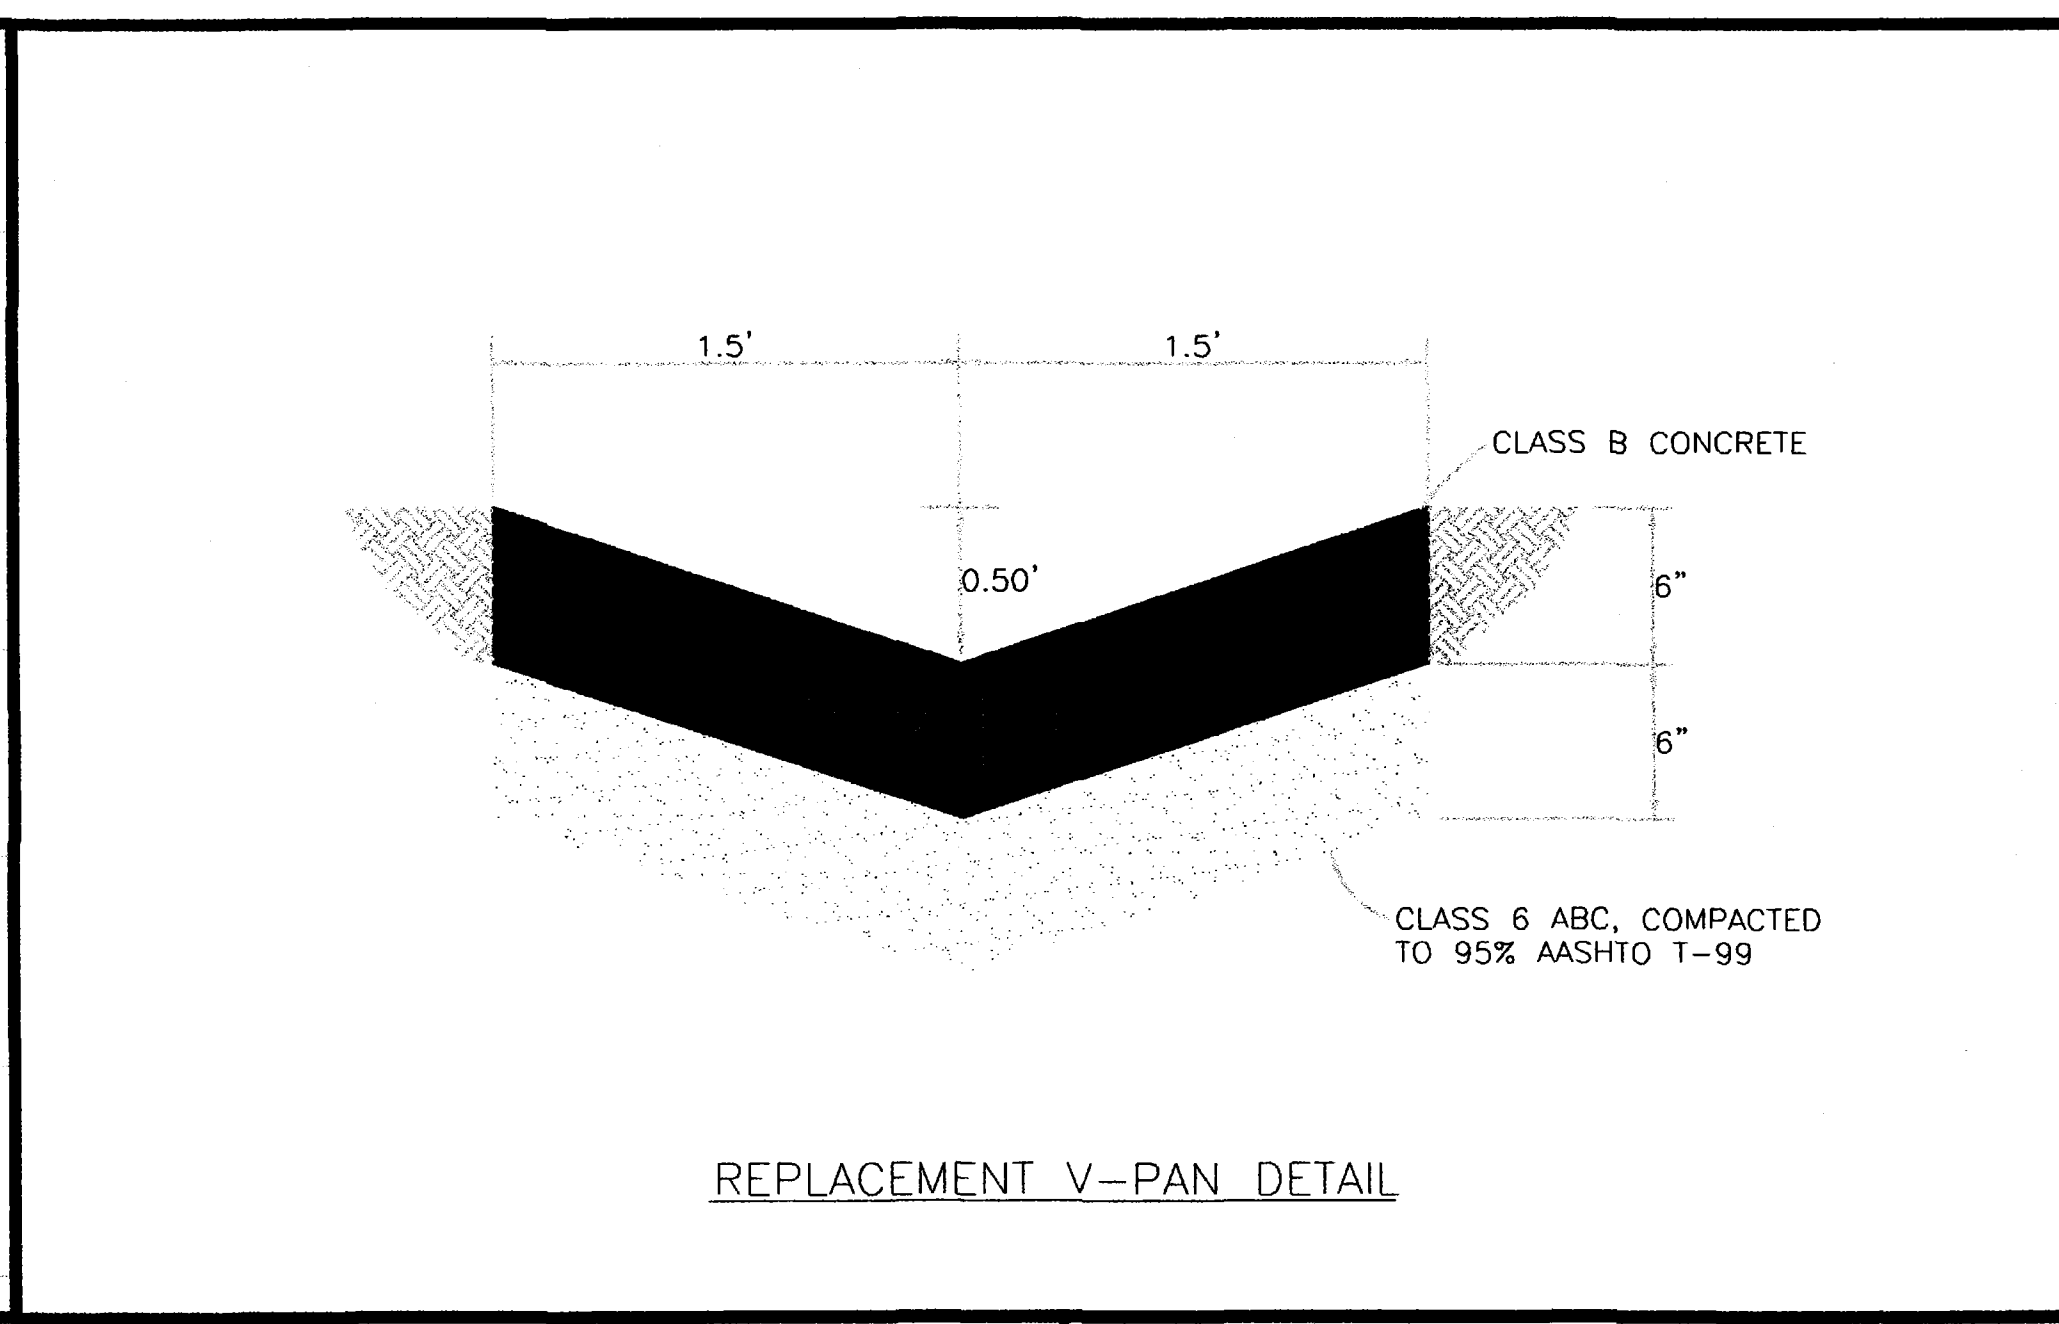 1.5' 1.5'
CLASS B CONCRETE
0.50'
6"
6"
CLASS 6 ABC, COMPACTED
TO 95% AASHTO T-99
REPLACEMENT V-PAN DETAIL